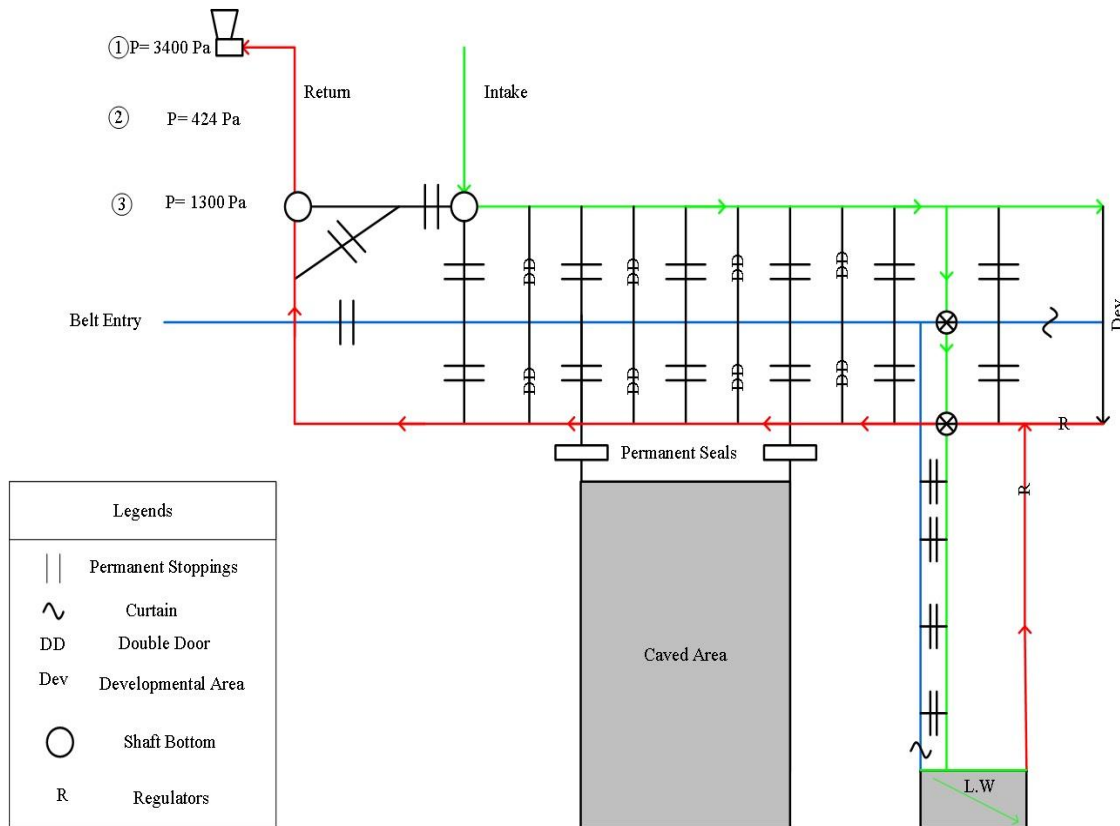 ① P= 3400 Pa
Return
Intake
② P= 424 Pa
③ P= 1300 Pa
DD DD DD DD
Belt Entry
Dev
DD DD DD DD
R
Permanent Seals
R
Legends
Permanent Stoppings
Curtain
DD Double Door
Dev Developmental Area
Shaft Bottom
R Regulators
Caved Area
L.W